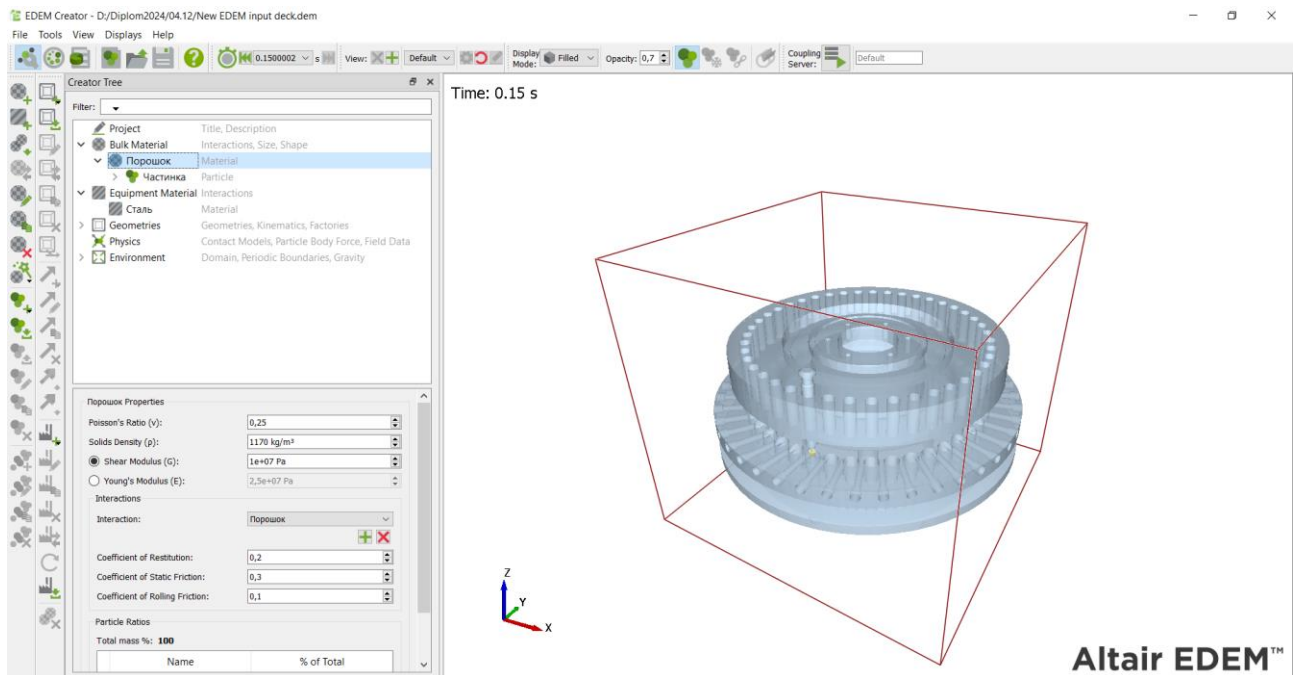 EDEM Creator - D:/Diplom2024/04.12/New EDEM input deck.dem
File Tools View Displays Help
0.1500002 s View: Default Display Mode: Filled Opacity: 0,7 Coupling Server: Default
Creator Tree
Filter:
Project Title, Description
Bulk Material Interactions, Size, Shape
Порошок Material
Частинка Particle
Equipment Material Interactions
Сталь Material
Geometries Geometries, Kinematics, Factories
Physics Contact Models, Particle Body Force, Field Data
Environment Domain, Periodic Boundaries, Gravity
Порошок Properties
Poisson's Ratio (ν): 0,25
Solids Density (ρ): 1170 kg/m³
Shear Modulus (G): 1e+07 Pa
Young's Modulus (E): 2,5e+07 Pa
Interactions
Interaction: Порошок
Coefficient of Restitution: 0,2
Coefficient of Static Friction: 0,3
Coefficient of Rolling Friction: 0,1
Particle Ratios
Total mass %: 100
Name % of Total
Time: 0.15 s
Z
Y
X
Altair EDEM™